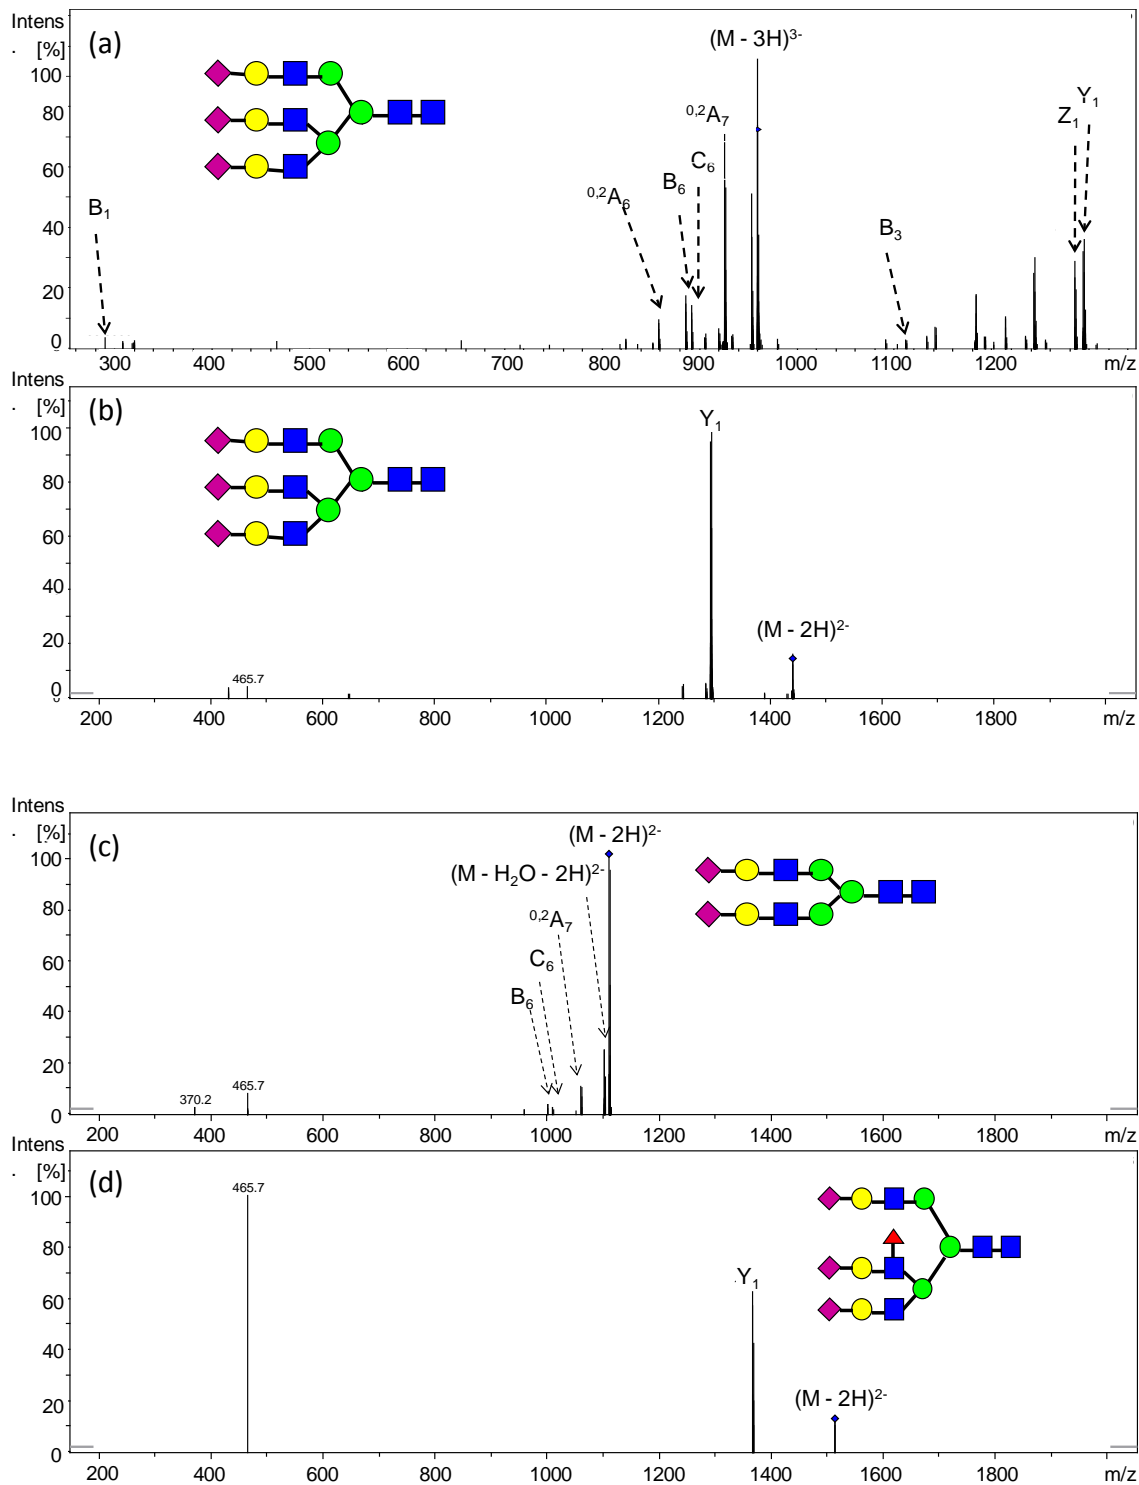 Intens
. [%]
(a)
(M - 3H)3-
100
80
60
40
20
0
B1
0,2A6
B6
C6
0,2A7
B3
Z1
Y1
300 400 500 600 900 1000 1100 1200 m/z
Intens
. [%]
(b)
100
80
60
40
20
0
Y1
(M - 2H)2-
465.7
200 400 600 800 1000 1200 1400 1600 1800 m/z
Intens
. [%]
(c)
(M - 2H)2-
(M - H2O - 2H)2-
0,2A7
C6
B6
100
80
60
40
20
0
370.2
465.7
200 400 600 800 1000 1200 1400 1600 1800 m/z
Intens
. [%]
(d)
465.7
100
80
60
40
20
0
Y1
(M - 2H)2-
200 400 600 800 1000 1200 1400 1600 1800 m/z